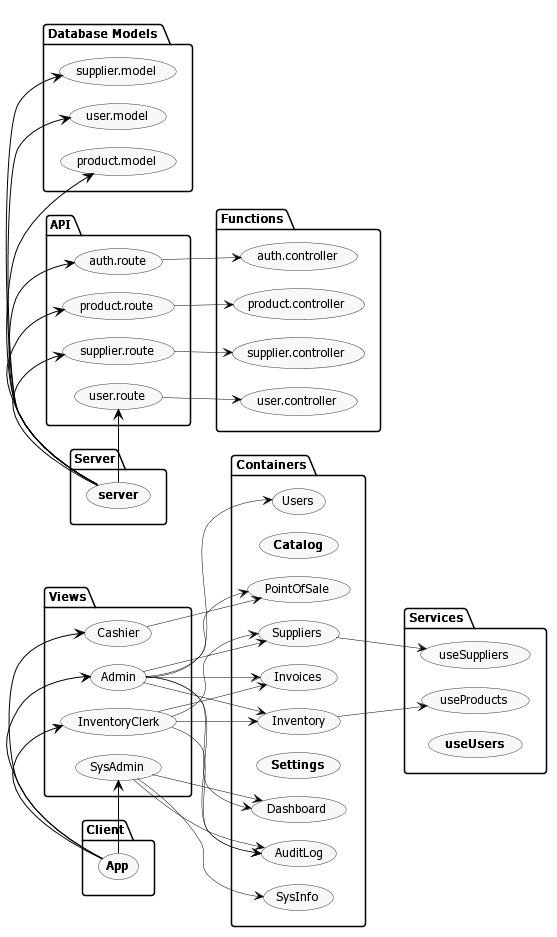 Database Models
supplier.model
user.model
product.model
API
auth.route
product.route
supplier.route
user.route
Functions
auth.controller
product.controller
supplier.controller
user.controller
Server
server
Containers
Users
Catalog
PointOfSale
Suppliers
Invoices
Inventory
Settings
Dashboard
AuditLog
SysInfo
Views
Cashier
Admin
InventoryClerk
SysAdmin
Services
useSuppliers
useProducts
useUsers
Client
App